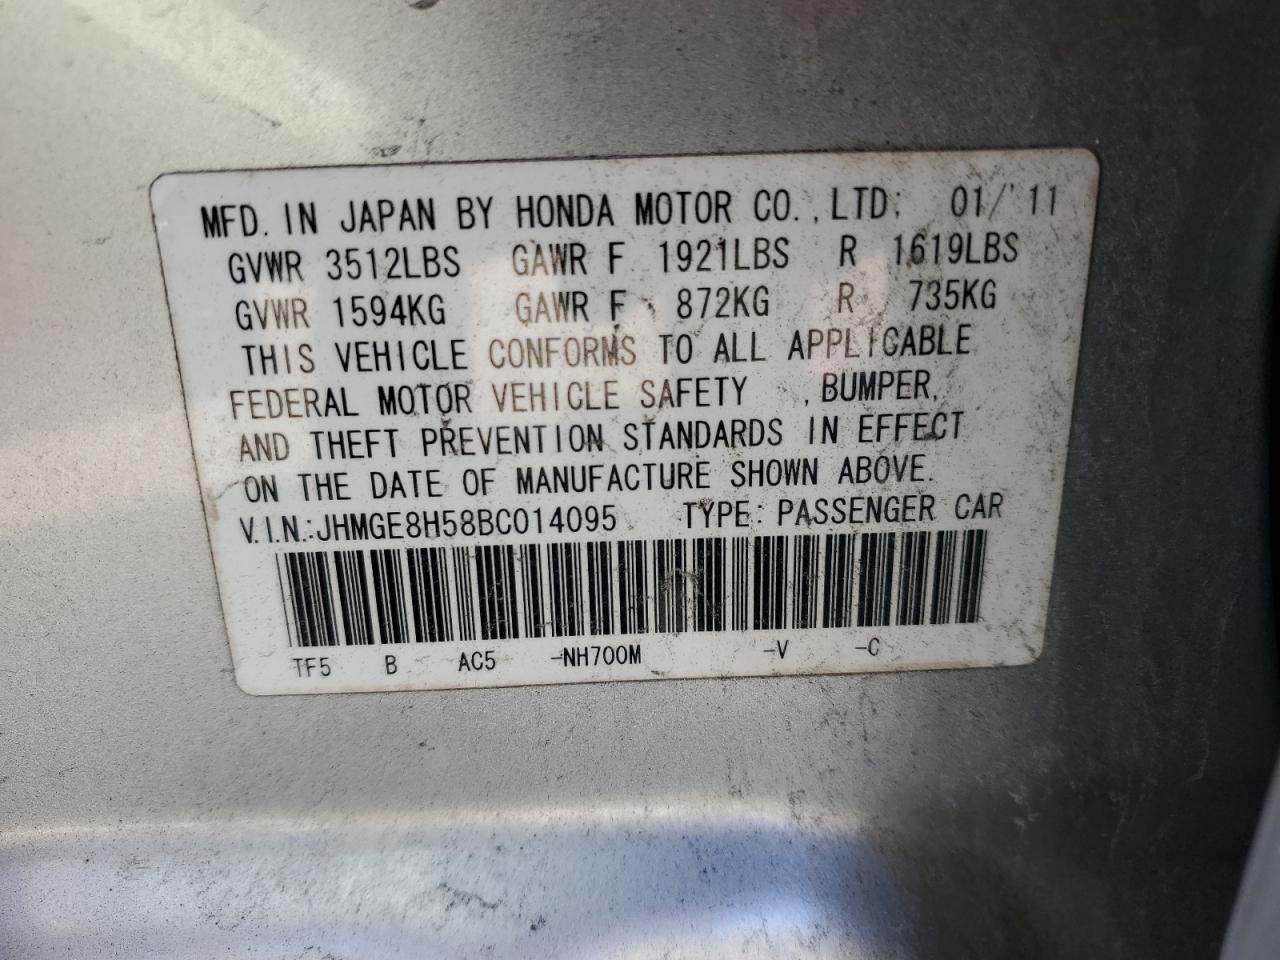 MFD. IN JAPAN BY HONDA MOTOR CO., LTD. 01/'11
GVWR 3512LBS GAWR F 1921LBS R 1619LBS
GVWR 1594KG GAWR F 872KG R 735KG
THIS VEHICLE CONFORMS TO ALL APPLICABLE
FEDERAL MOTOR VEHICLE SAFETY , BUMPER,
AND THEFT PREVENTION STANDARDS IN EFFECT
ON THE DATE OF MANUFACTURE SHOWN ABOVE.
V.I.N.:JHMGE8H58BC014095 TYPE: PASSENGER CAR
TF5 B AC5 -NH700M -V -C